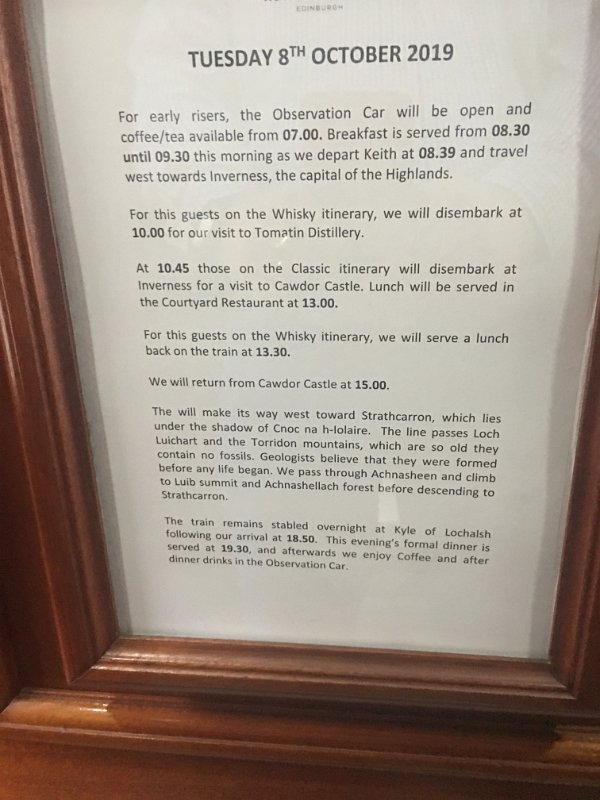 EDINBURGH
TUESDAY 8TH OCTOBER 2019
For early risers, the Observation Car will be open and
coffee/tea available from 07.00. Breakfast is served from 08.30
until 09.30 this morning as we depart Keith at 08.39 and travel
west towards Inverness, the capital of the Highlands.
For this guests on the Whisky itinerary, we will disembark at
10.00 for our visit to Tomatin Distillery.
At 10.45 those on the Classic itinerary will disembark at
Inverness for a visit to Cawdor Castle. Lunch will be served in
the Courtyard Restaurant at 13.00.
For this guests on the Whisky itinerary, we will serve a lunch
back on the train at 13.30.
We will return from Cawdor Castle at 15.00.
The will make its way west toward Strathcarron, which lies
under the shadow of Cnoc na h-Iolaire. The line passes Loch
Luichart and the Torridon mountains, which are so old they
contain no fossils. Geologists believe that they were formed
before any life began. We pass through Achnasheen and climb
to Luib summit and Achnashellach forest before descending to
Strathcarron.
The train remains stabled overnight at Kyle of Lochalsh
following our arrival at 18.50. This evening's formal dinner is
served at 19.30, and afterwards we enjoy Coffee and after
dinner drinks in the Observation Car.